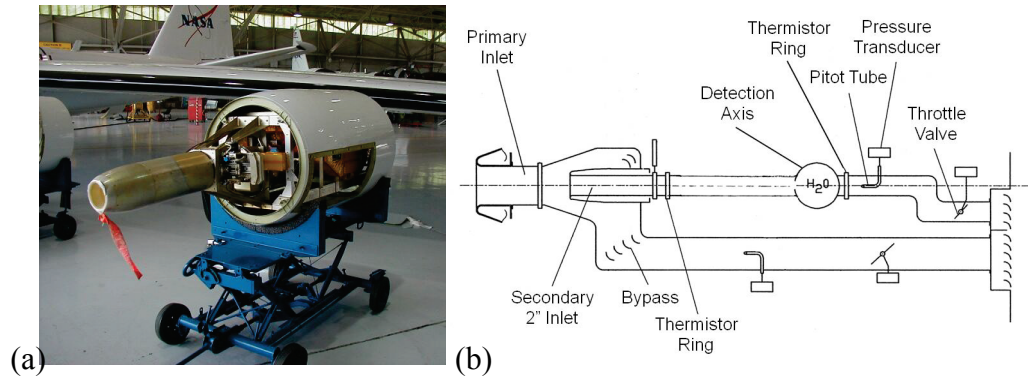 NASA
(a)
Primary
Inlet
Thermistor
Ring
Pressure
Transducer
Pitot Tube
Detection
Axis
Throttle
Valve
H₂O
Secondary
2" Inlet
Bypass
Thermistor
Ring
(b)